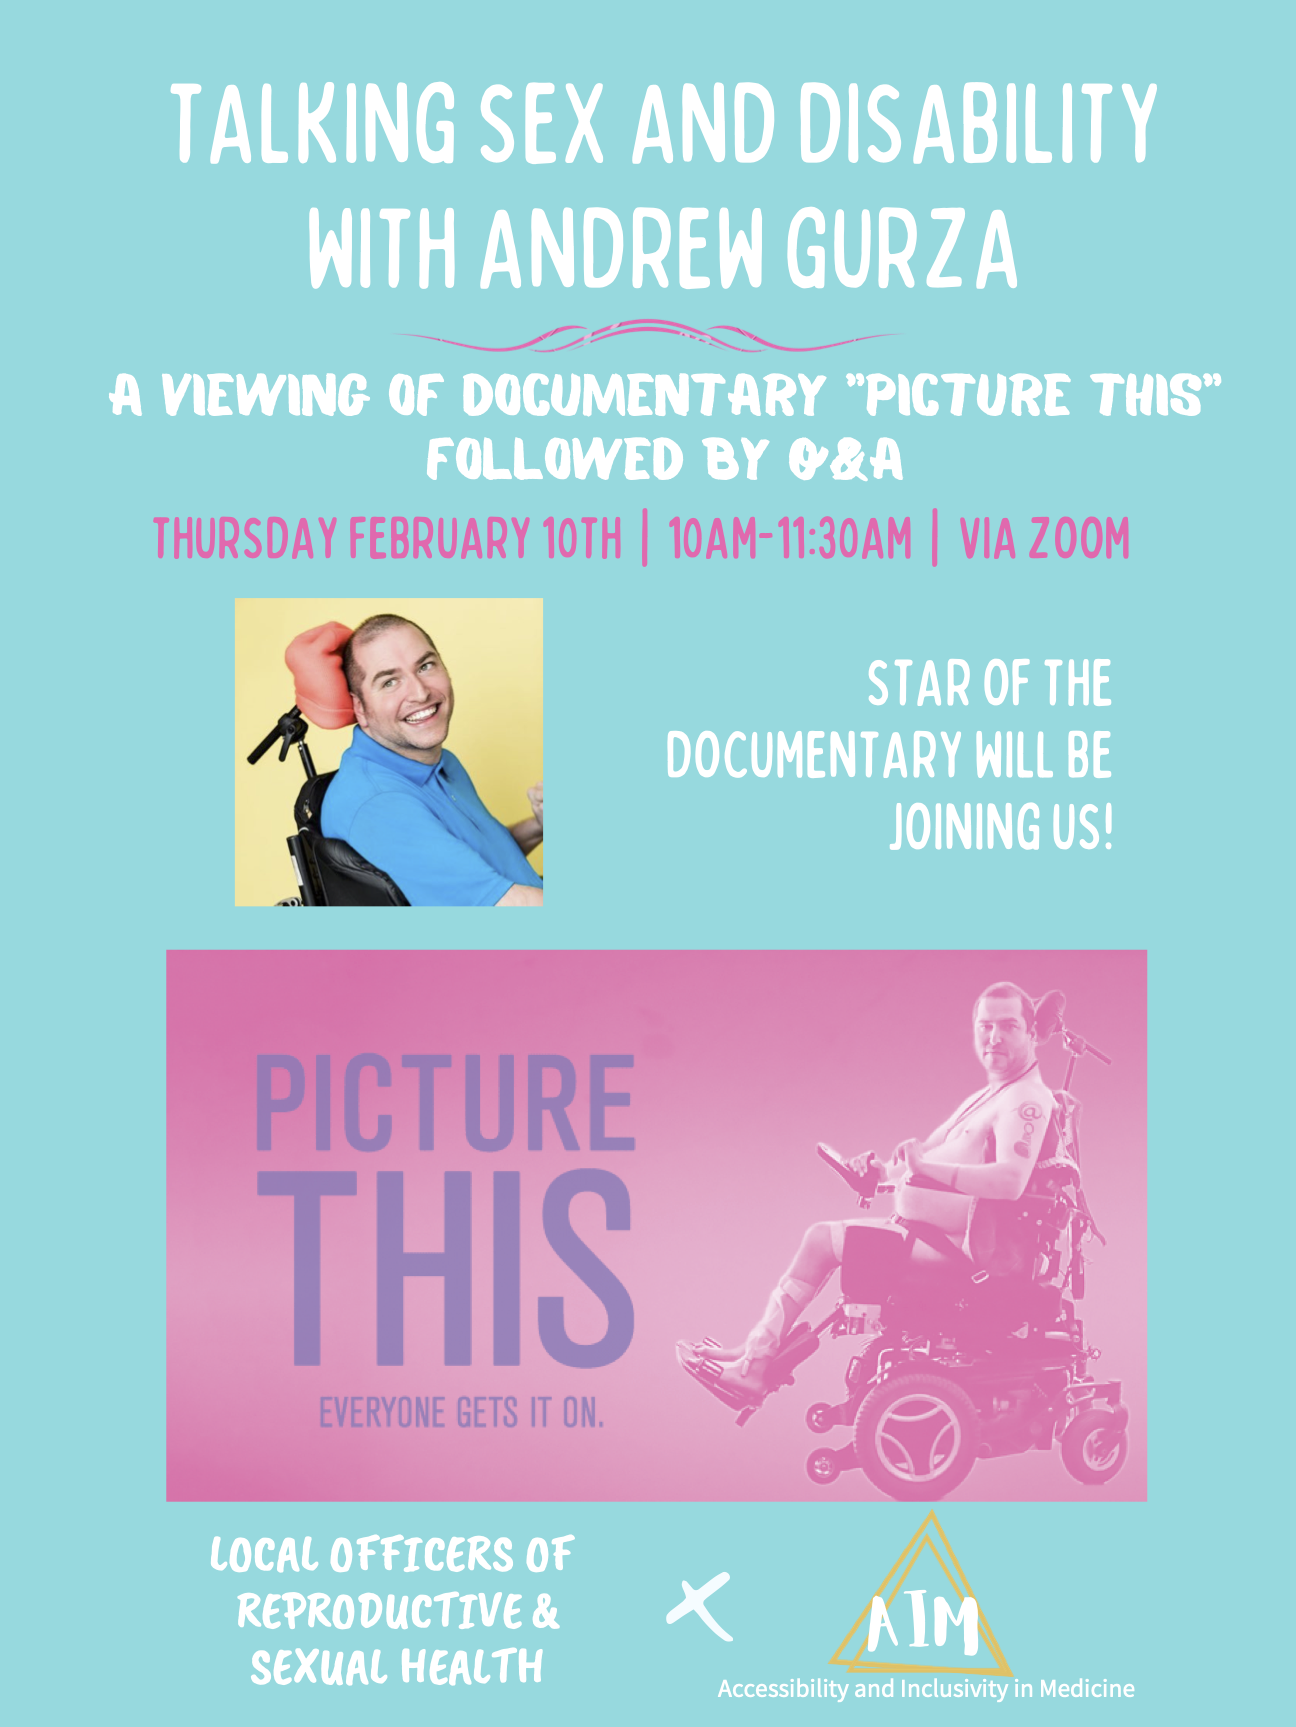 TALKING SEX AND DISABILITY
WITH ANDREW GURZA
A VIEWING OF DOCUMENTARY "PICTURE THIS"
FOLLOWED BY Q&A
THURSDAY FEBRUARY 10TH | 10AM-11:30AM | VIA ZOOM
STAR OF THE
DOCUMENTARY WILL BE
JOINING US!
PICTURE
THIS
EVERYONE GETS IT ON.
LOCAL OFFICERS OF
REPRODUCTIVE &
SEXUAL HEALTH
X
AIM
Accessibility and Inclusivity in Medicine